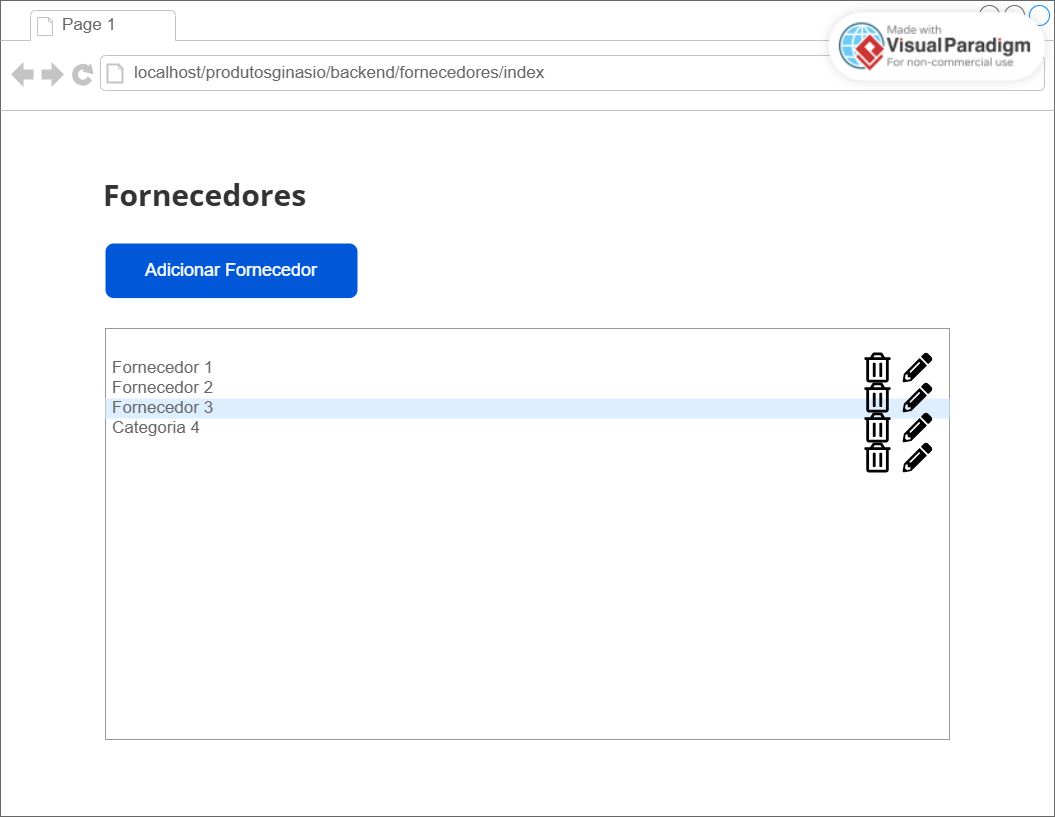 Page 1
Made with
Visual Paradigm
For non-commercial use
localhost/produtosginasio/backend/fornecedores/index
Fornecedores
Adicionar Fornecedor
Fornecedor 1
Fornecedor 2
Fornecedor 3
Categoria 4